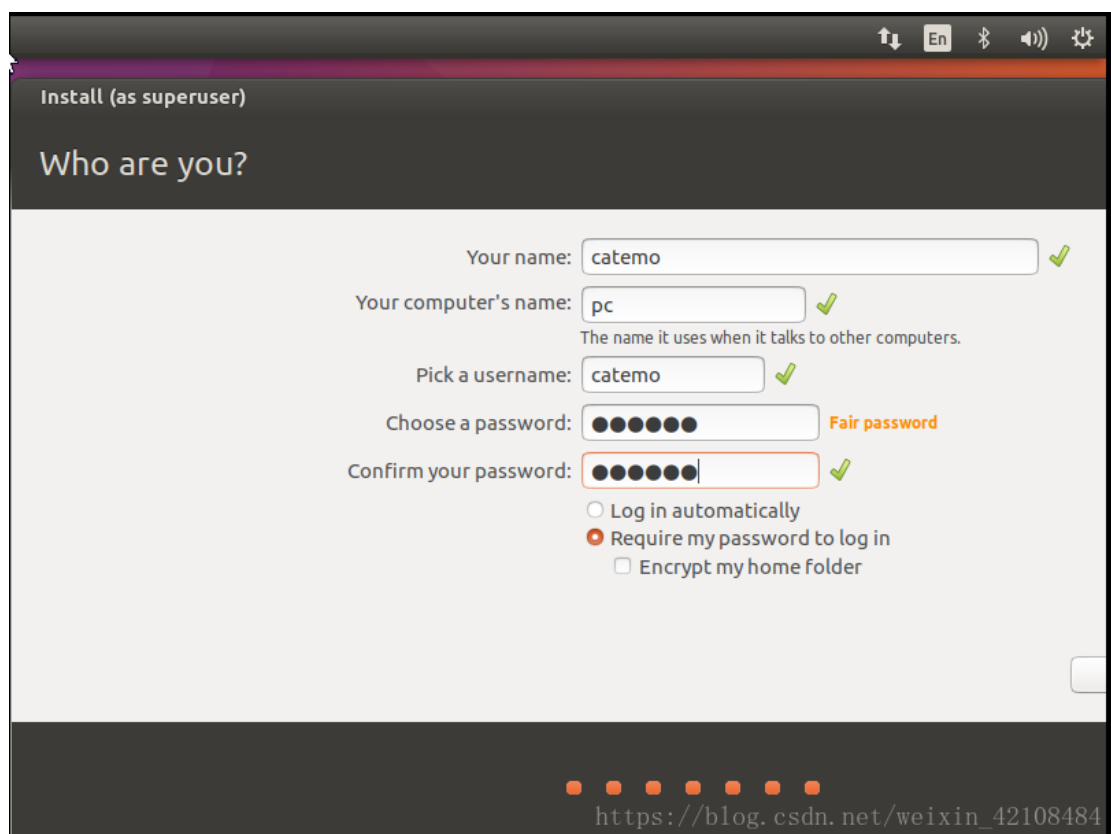 En
Install (as superuser)
Who are you?
Your name: catemo
Your computer's name: pc
The name it uses when it talks to other computers.
Pick a username: catemo
Choose a password: ●●●●●● Fair password
Confirm your password: ●●●●●●
Log in automatically
Require my password to log in
Encrypt my home folder
https://blog.csdn.net/weixin_42108484